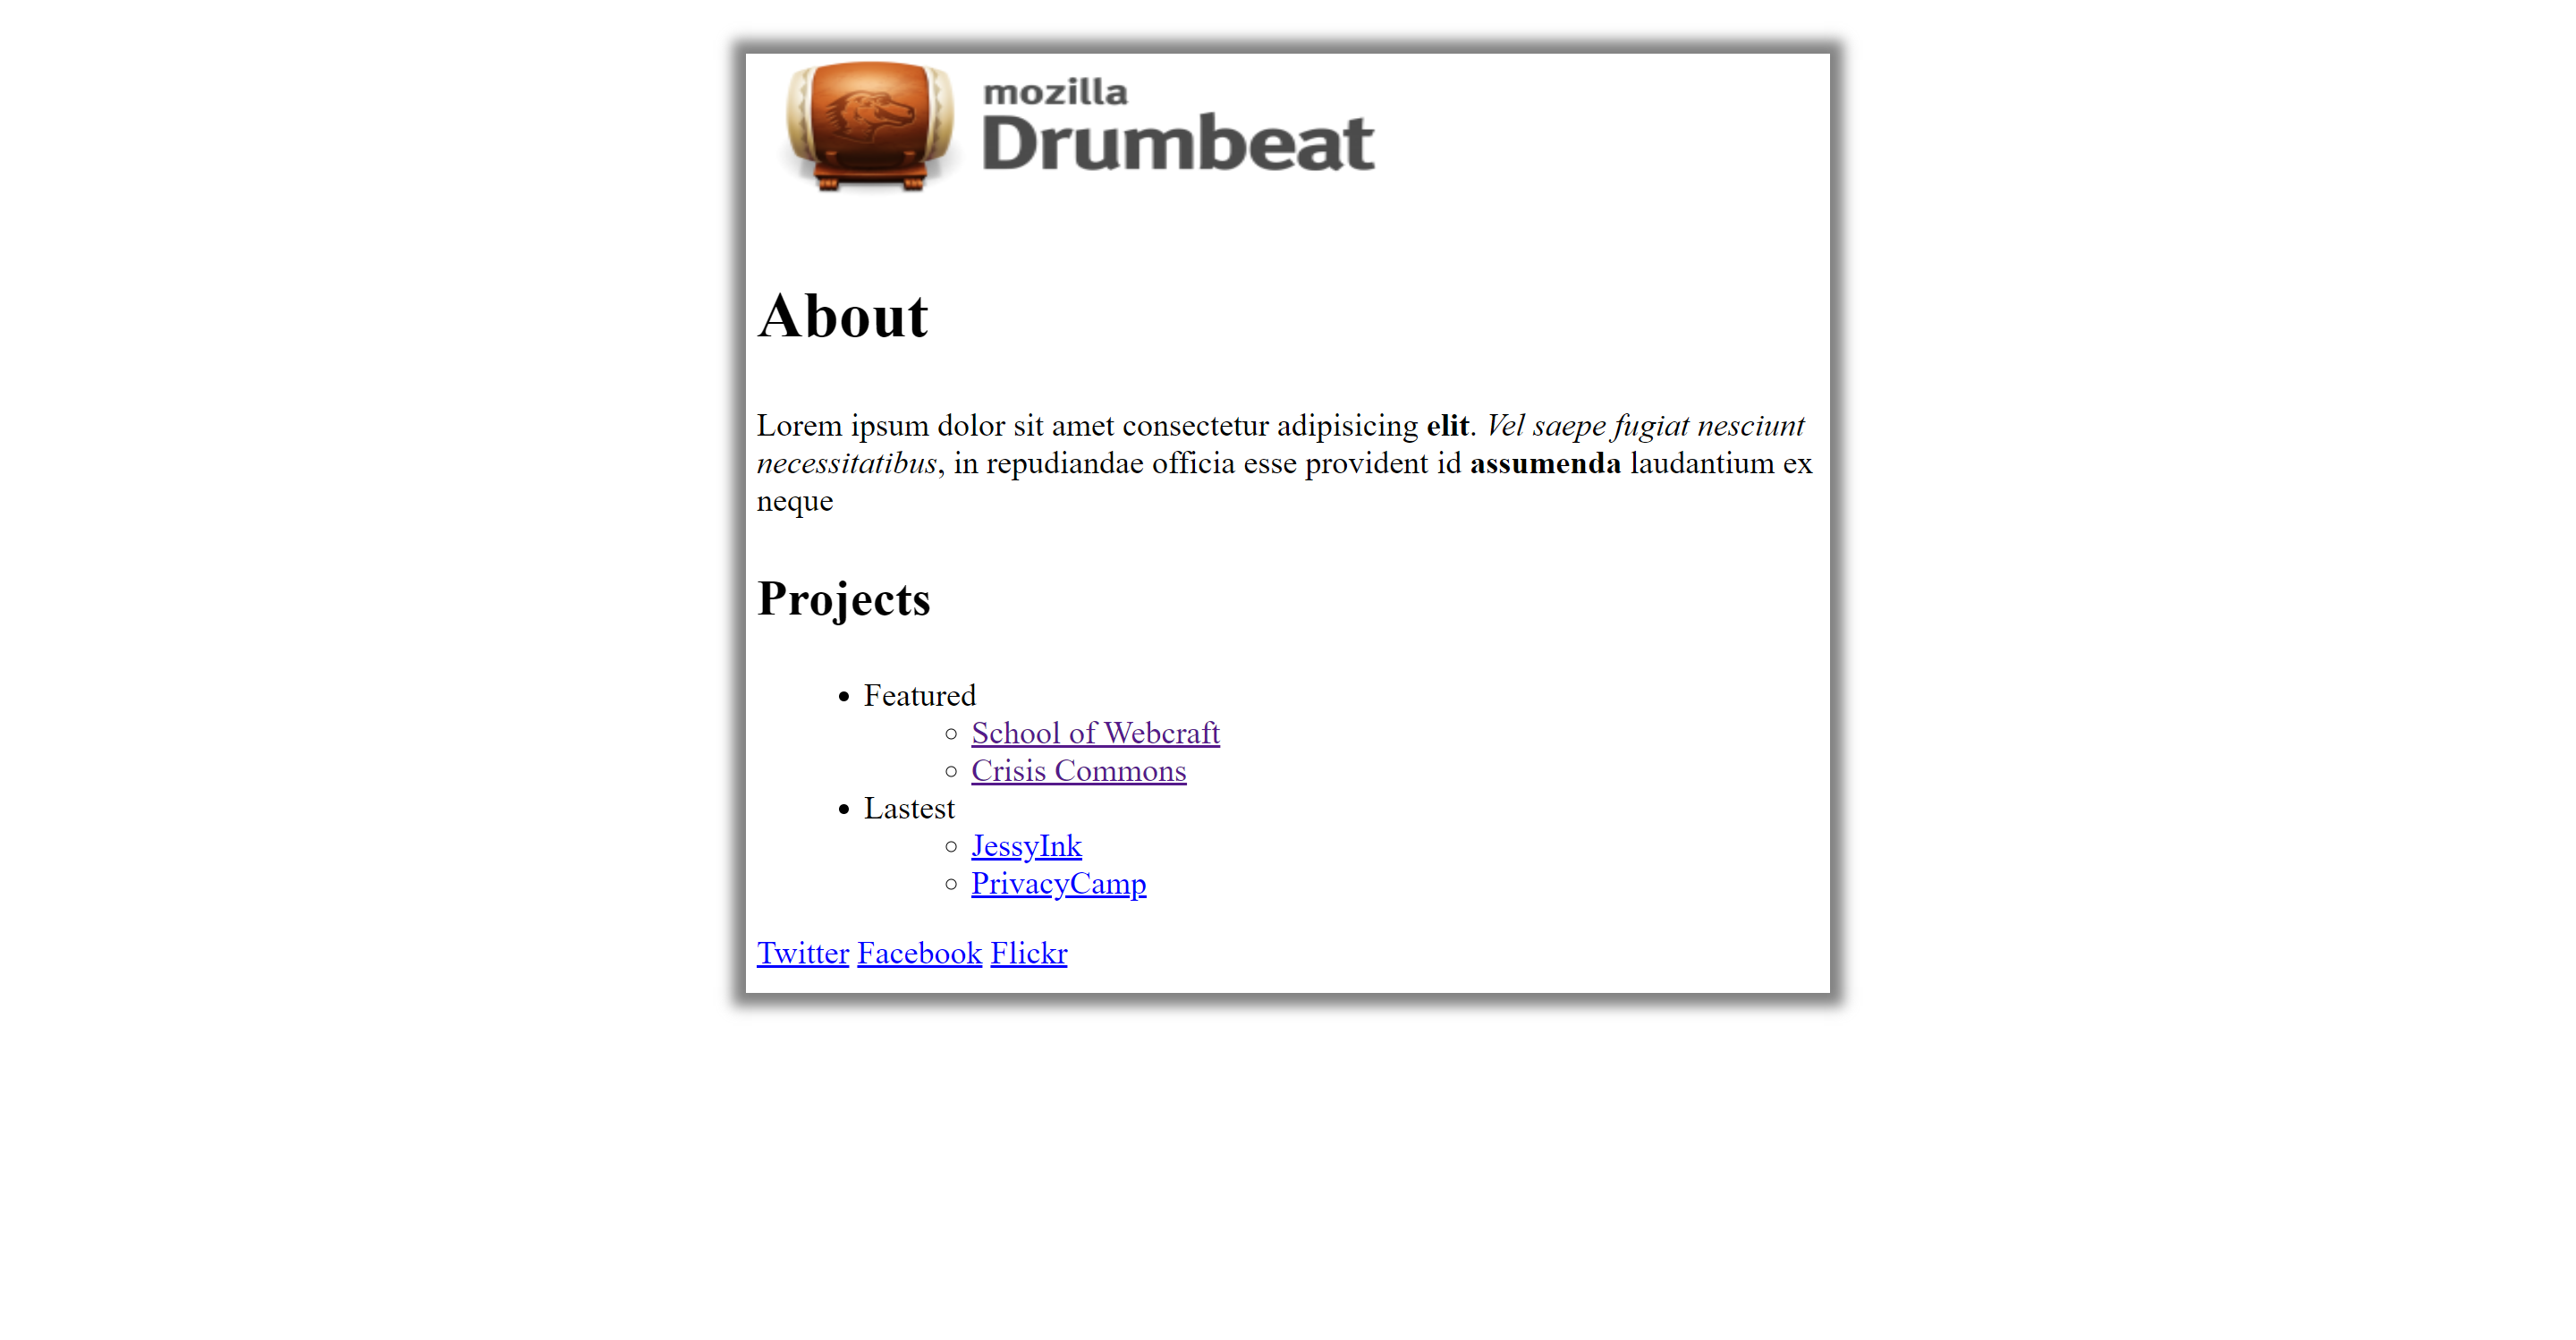 mozilla
Drumbeat
About
Lorem ipsum dolor sit amet consectetur adipisicing elit. Vel saepe fugiat nesciunt
necessitatibus, in repudiandae officia esse provident id assumenda laudantium ex
neque
Projects
Featured
School of Webcraft
Crisis Commons
Lastest
JessyInk
PrivacyCamp
Twitter Facebook Flickr